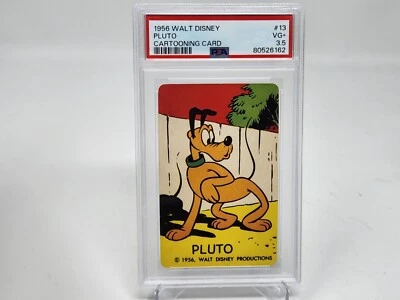 1956 WALT DISNEY #13
PLUTO VG+
CARTOONING CARD 3.5
PSA 80526162
PLUTO
© 1956, WALT DISNEY PRODUCTIONS